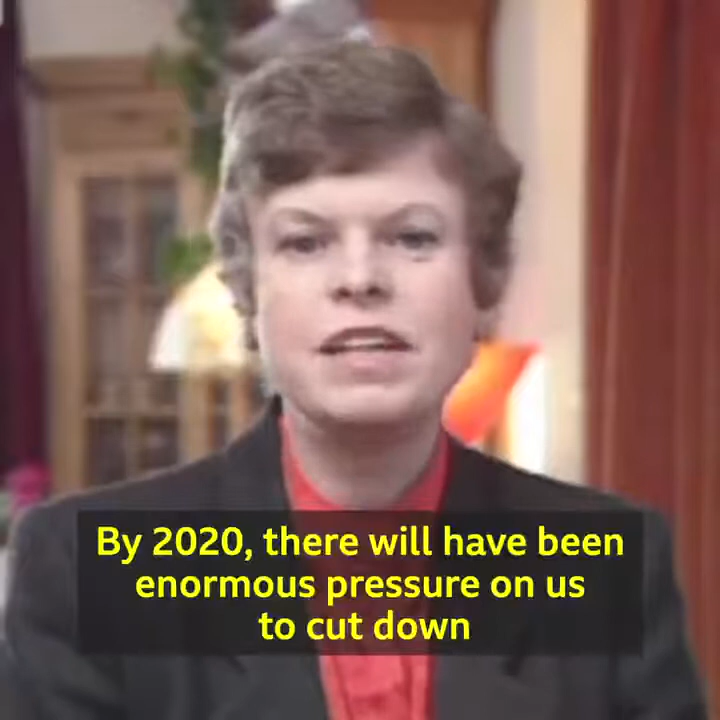 By 2020, there will have been
enormous pressure on us
to cut down